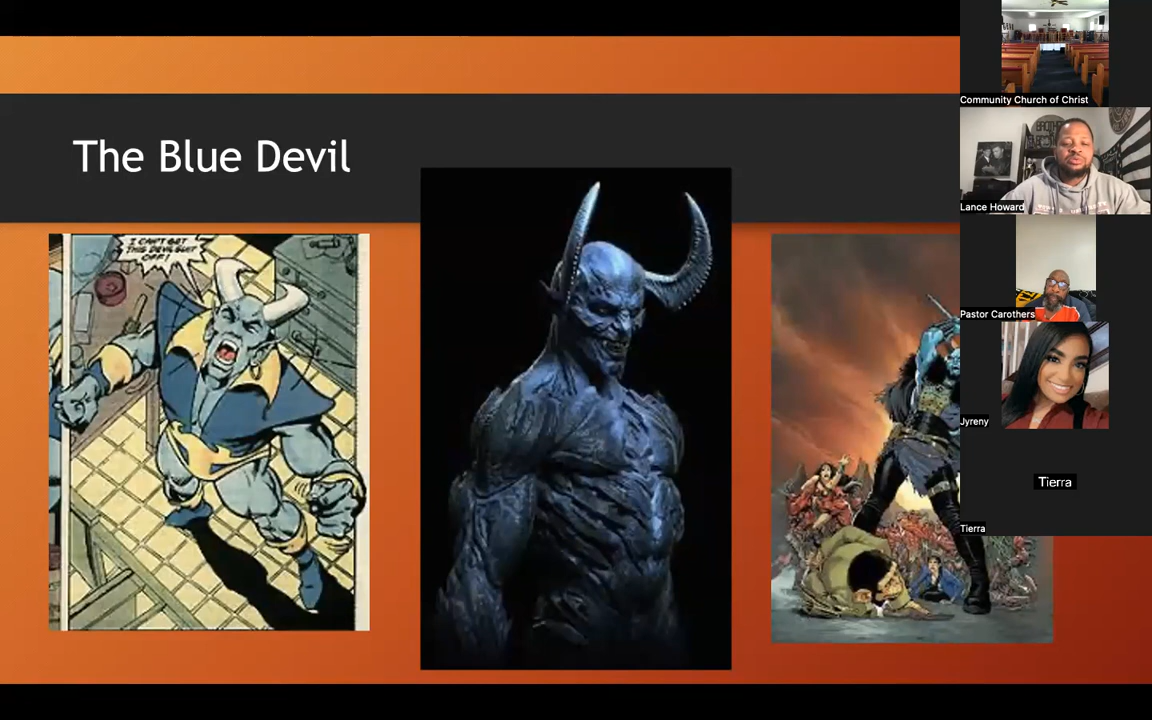 The Blue Devil
I CAN'T GET
THIS DEVIL SUIT
OFF!
Community Church of Christ
Lance Howard
Pastor Carothers
Jyreny
Tierra
Tierra